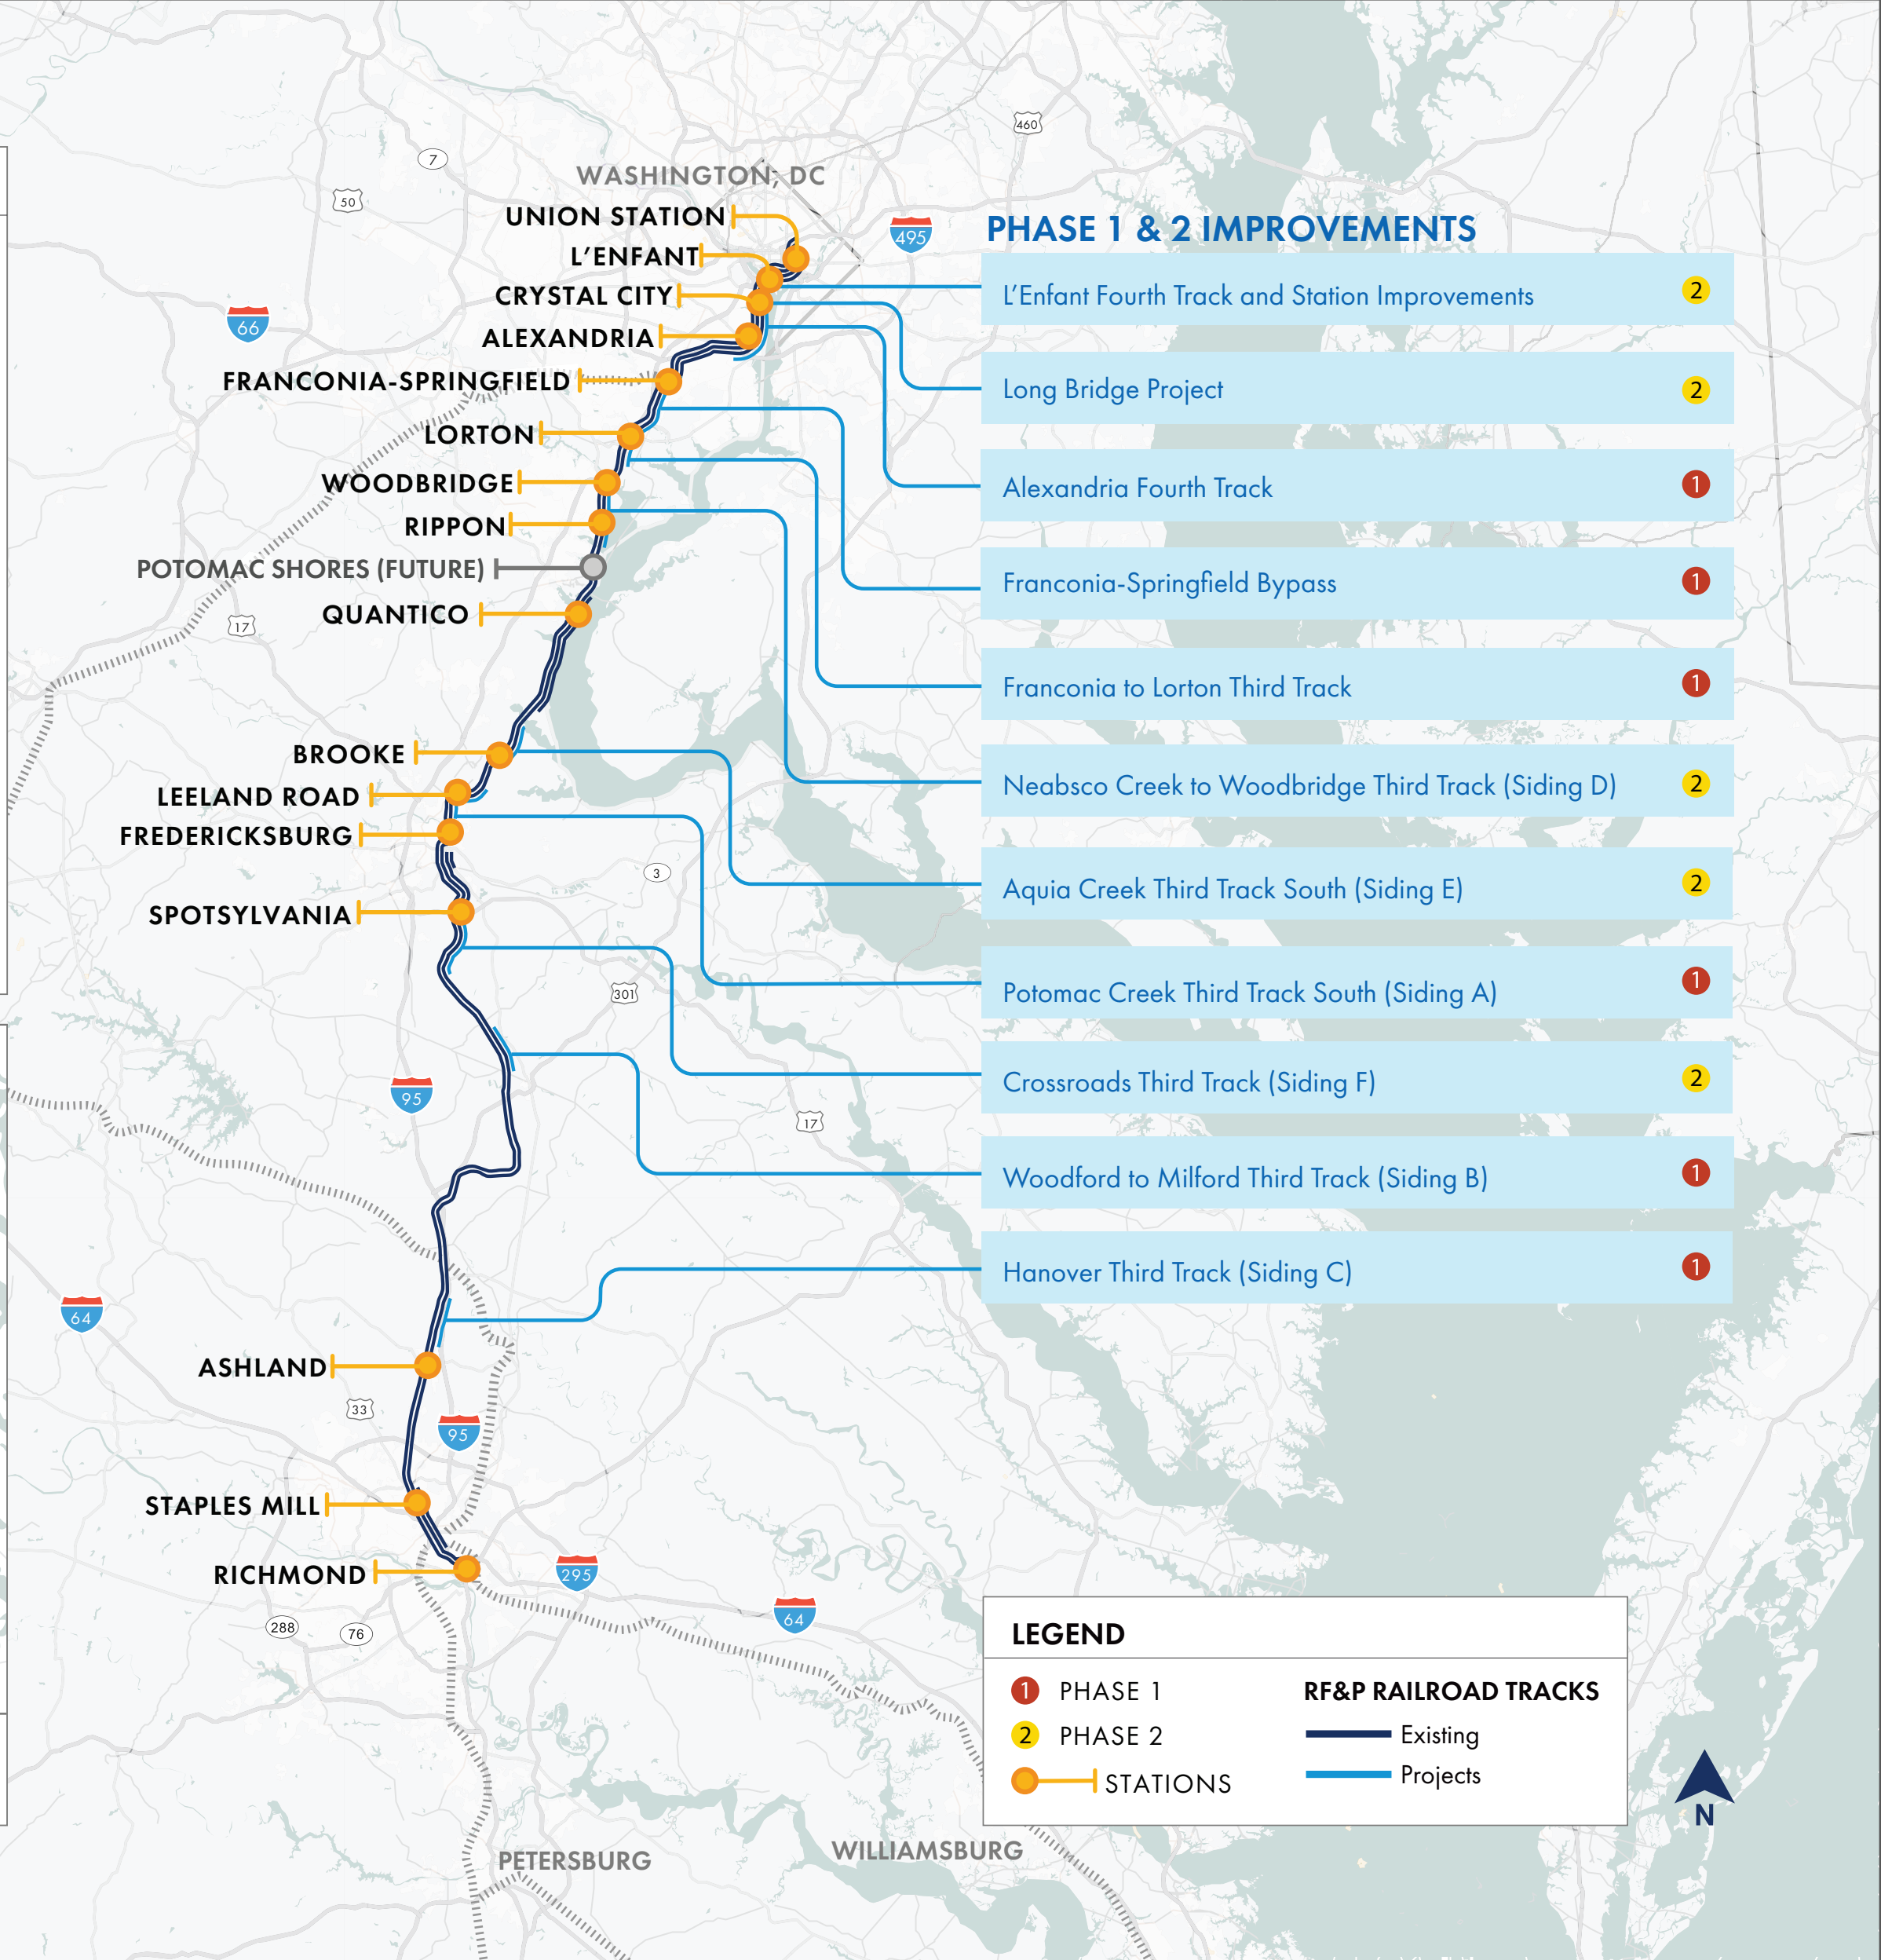 460
7
50
WASHINGTON, DC
UNION STATION
L’ENFANT
CRYSTAL CITY
ALEXANDRIA
FRANCONIA-SPRINGFIELD
LORTON
WOODBRIDGE
RIPPON
POTOMAC SHORES (FUTURE)
QUANTICO
BROOKE
LEELAND ROAD
FREDERICKSBURG
SPOTSYLVANIA
ASHLAND
STAPLES MILL
RICHMOND
495
66
17
3
301
95
17
64
33
95
295
64
288
76
PETERSBURG
WILLIAMSBURG
PHASE 1 & 2 IMPROVEMENTS
L’Enfant Fourth Track and Station Improvements 2
Long Bridge Project 2
Alexandria Fourth Track 1
Franconia-Springfield Bypass 1
Franconia to Lorton Third Track 1
Neabsco Creek to Woodbridge Third Track (Siding D) 2
Aquia Creek Third Track South (Siding E) 2
Potomac Creek Third Track South (Siding A) 1
Crossroads Third Track (Siding F) 2
Woodford to Milford Third Track (Siding B) 1
Hanover Third Track (Siding C) 1
LEGEND
1 PHASE 1
2 PHASE 2
STATIONS
RF&P RAILROAD TRACKS
Existing
Projects
N